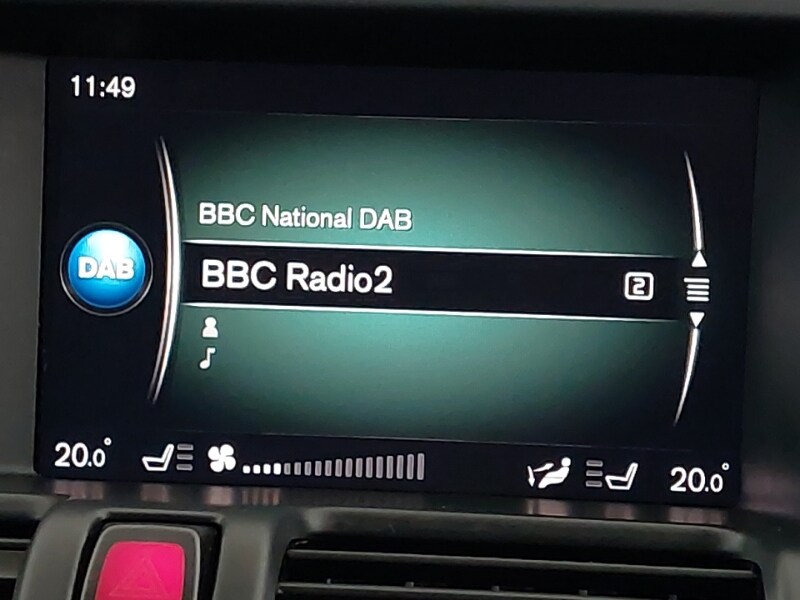 11:49
BBC National DAB
DAB
BBC Radio2
2
20.0°
20.0°